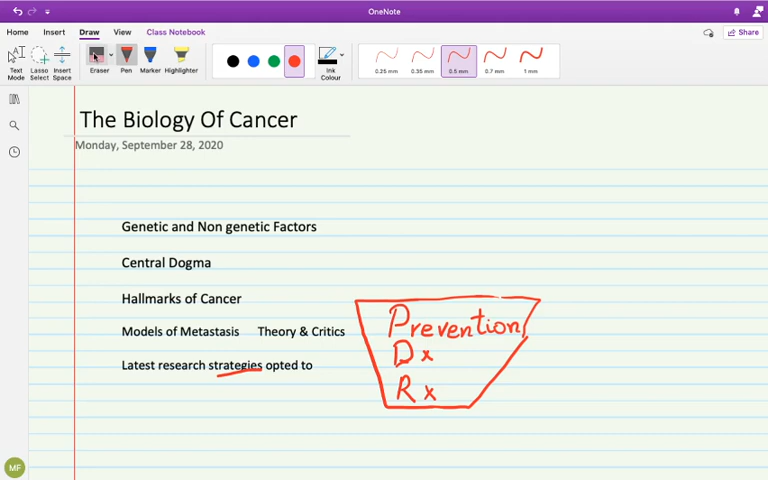 OneNote
Home Insert Draw View Class Notebook
Share
Text Mode
Lasso Select
Insert Space
Eraser
Pen
Marker
Highlighter
Ink Colour
0.25 mm
0.35 mm
0.5 mm
0.7 mm
1 mm
The Biology Of Cancer
Monday, September 28, 2020
Genetic and Non genetic Factors
Central Dogma
Hallmarks of Cancer
Models of Metastasis Theory & Critics
Latest research strategies opted to
Prevention
Dx
Rx
MF